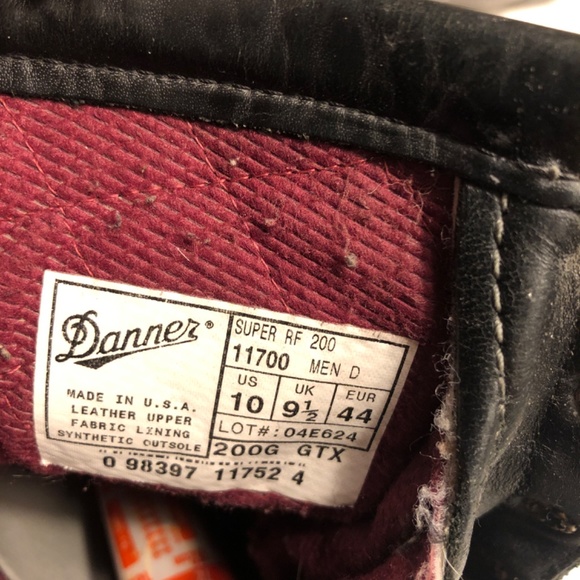 Danner®
MADE IN U.S.A.
LEATHER UPPER
FABRIC LINING
SYNTHETIC OUTSOLE
SUPER RF 200
11700 MEN D
US UK EUR
10 9½ 44
LOT#: 04E624
200G GTX
0 98397 11752 4